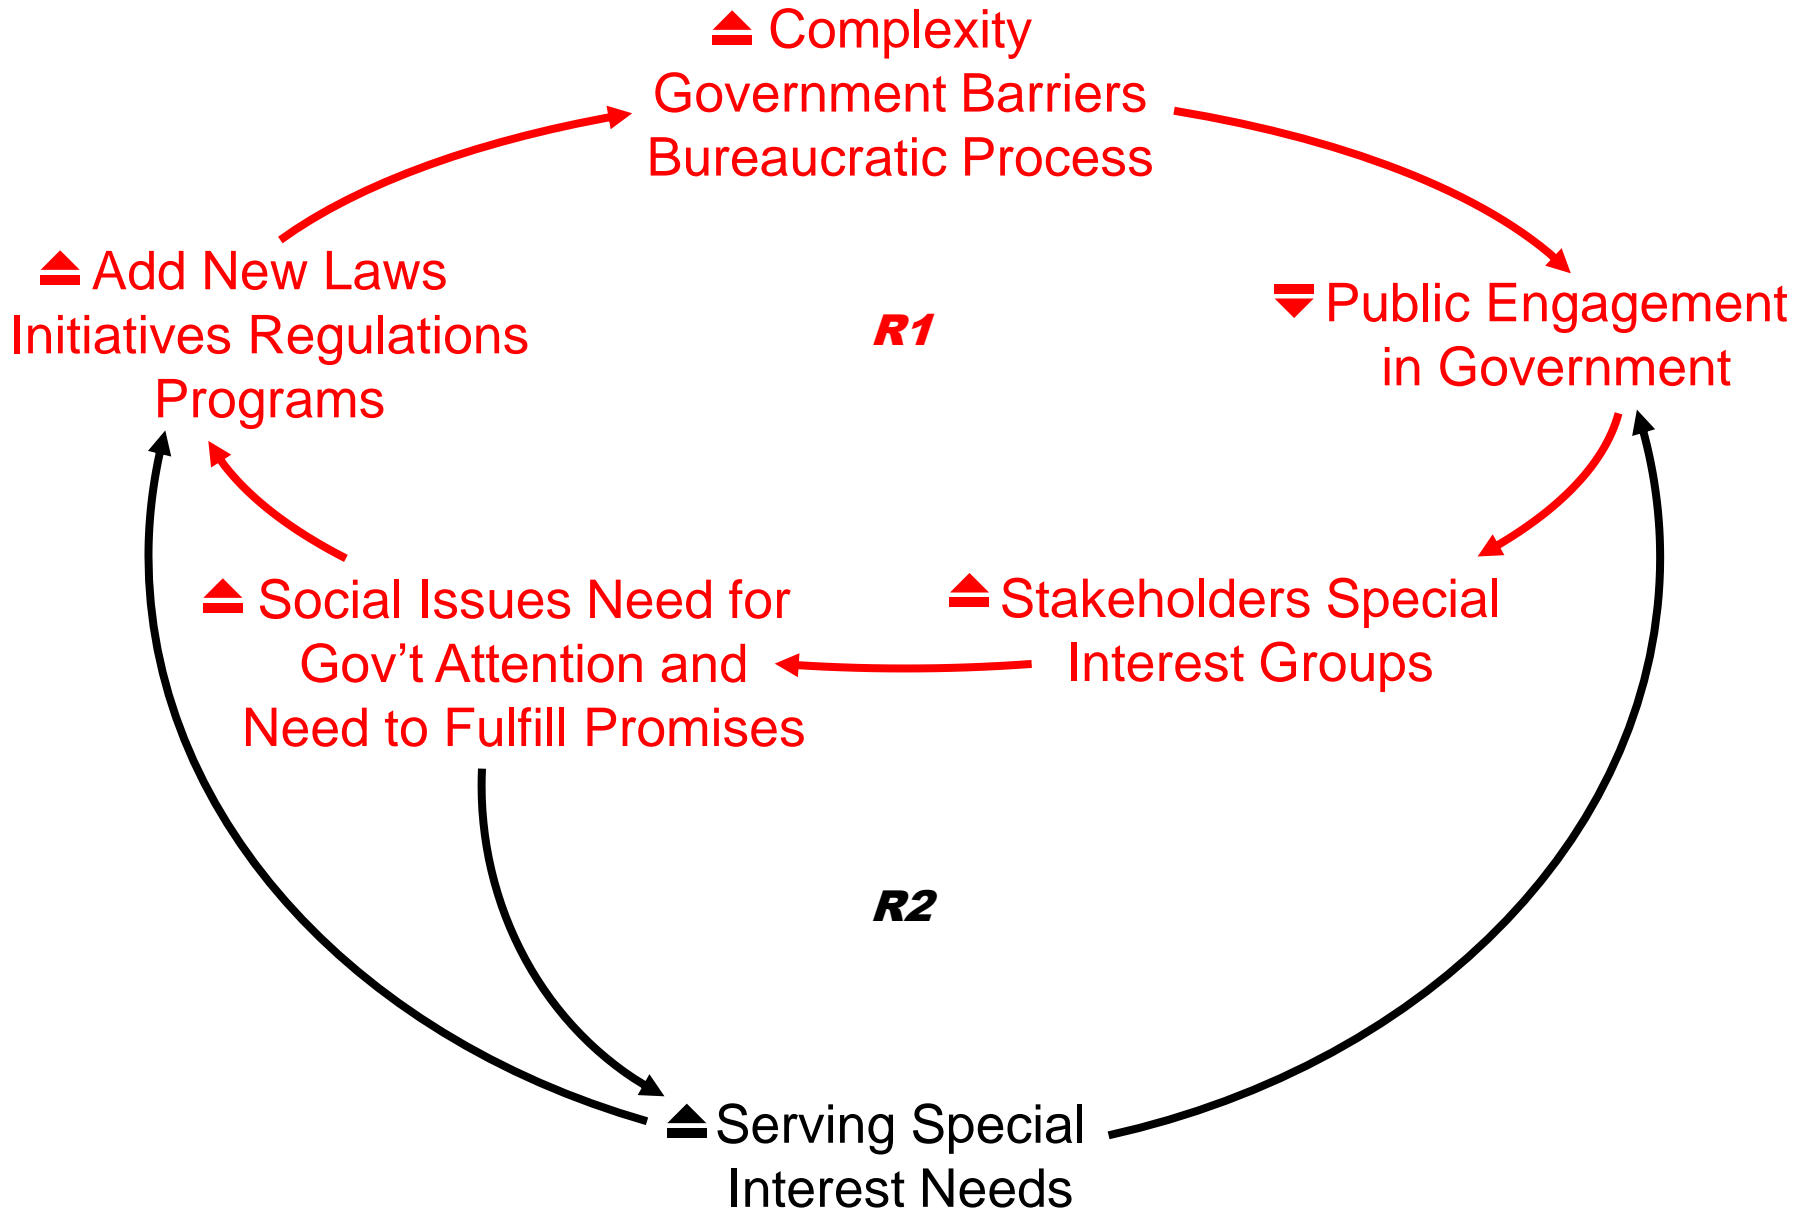 Complexity
Government Barriers
Bureaucratic Process
Add New Laws
Initiatives Regulations
Programs
R1
Public Engagement
in Government
Social Issues Need for
Gov’t Attention and
Need to Fulfill Promises
Stakeholders Special
Interest Groups
R2
Serving Special
Interest Needs